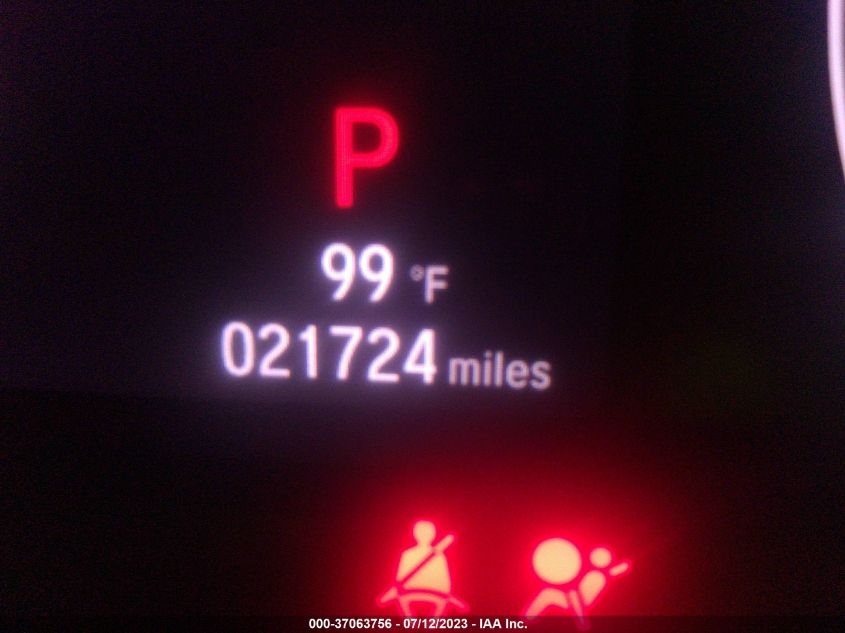 P
99 °F
021724 miles
000-37063756 - 07/12/2023 - IAA Inc.